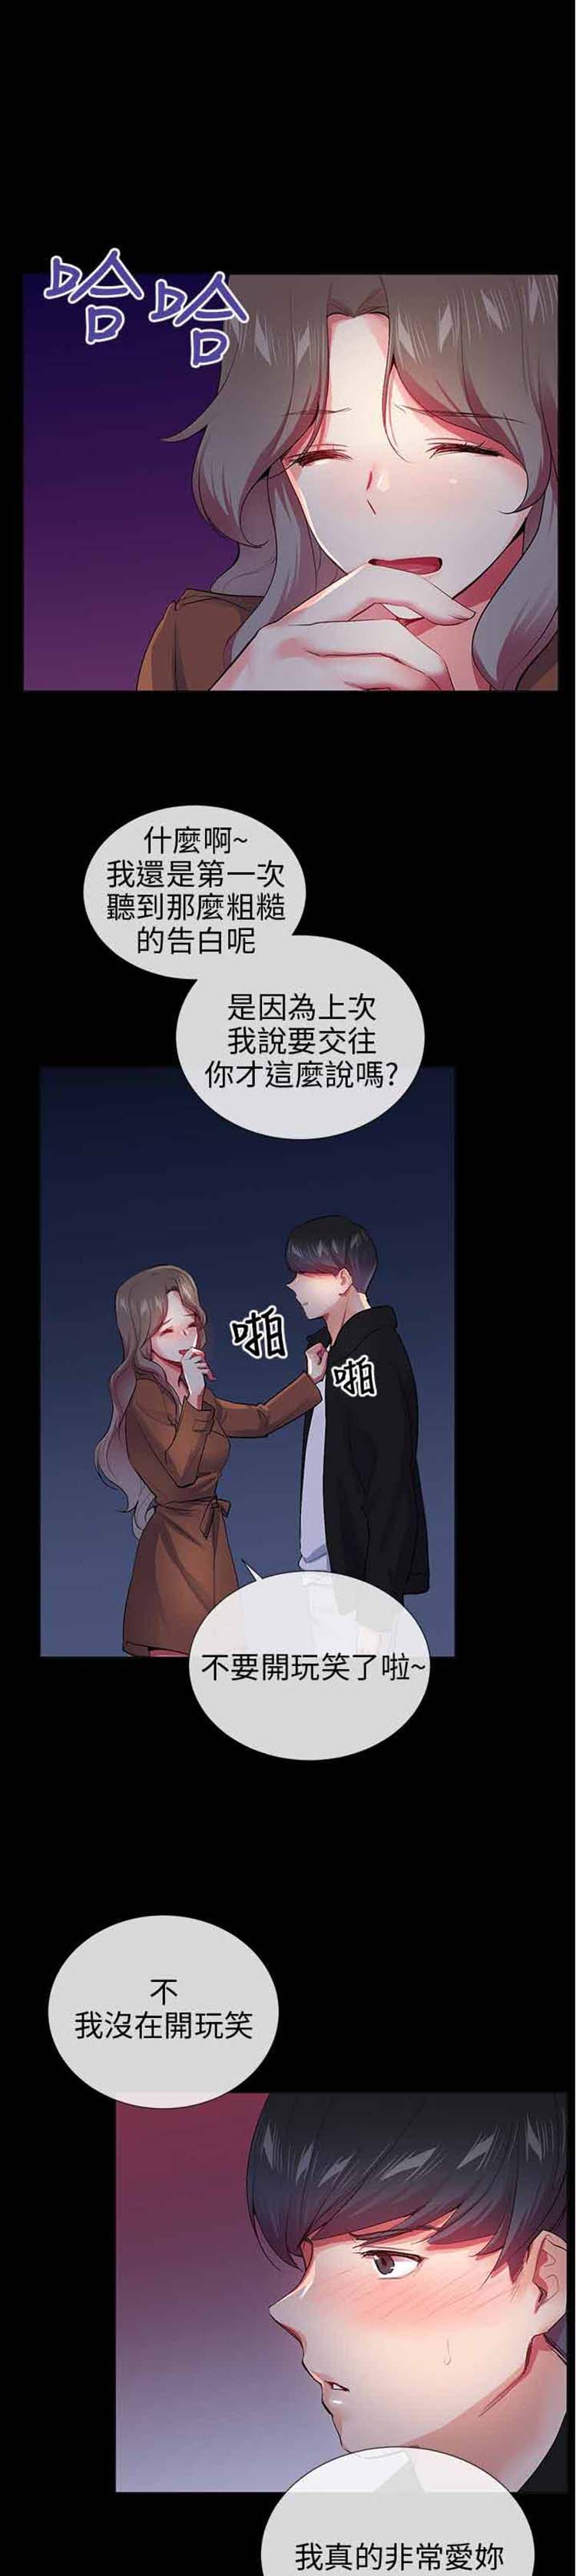 哈哈
什麼啊~
我還是第一次
聽到那麼粗糙
的告白呢
是因為上次
我說要交往
你才這麼說嗎?
啪
啪
不要開玩笑了啦~
不
我沒在開玩笑
我真的非常愛妳